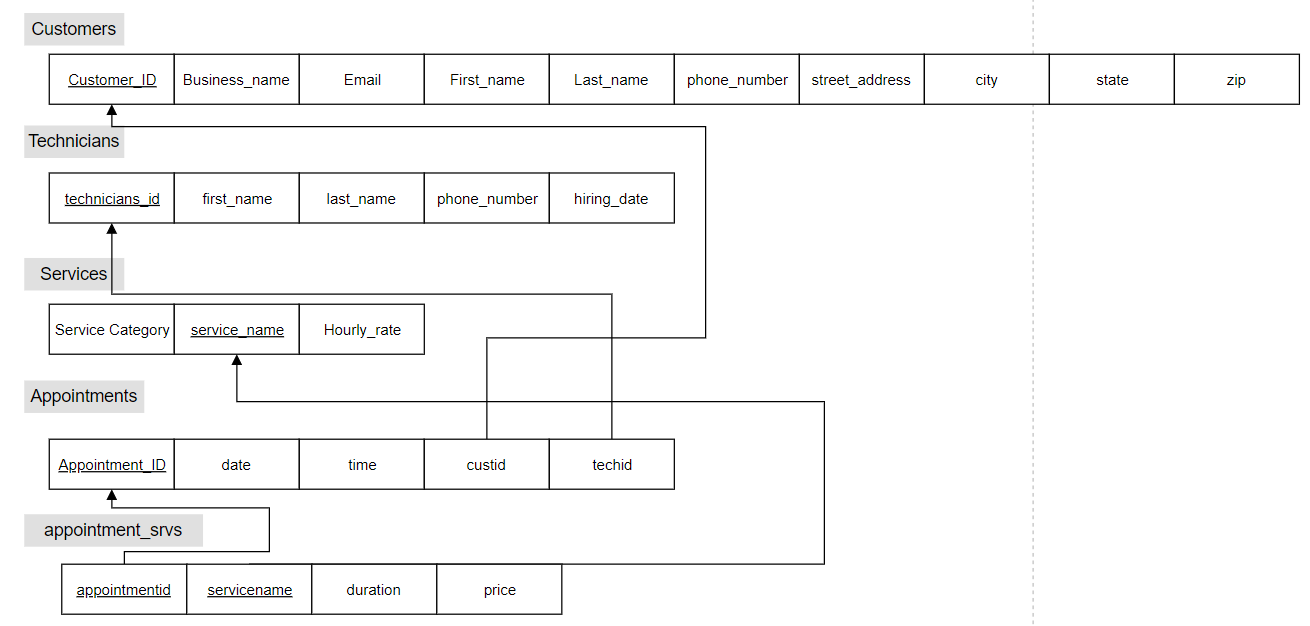 Customers
Customer_ID Business_name Email First_name Last_name phone_number street_address city state zip
Technicians
technicians_id first_name last_name phone_number hiring_date
Services
Service Category service_name Hourly_rate
Appointments
Appointment_ID date time custid techid
appointment_srvs
appointmentid servicename duration price